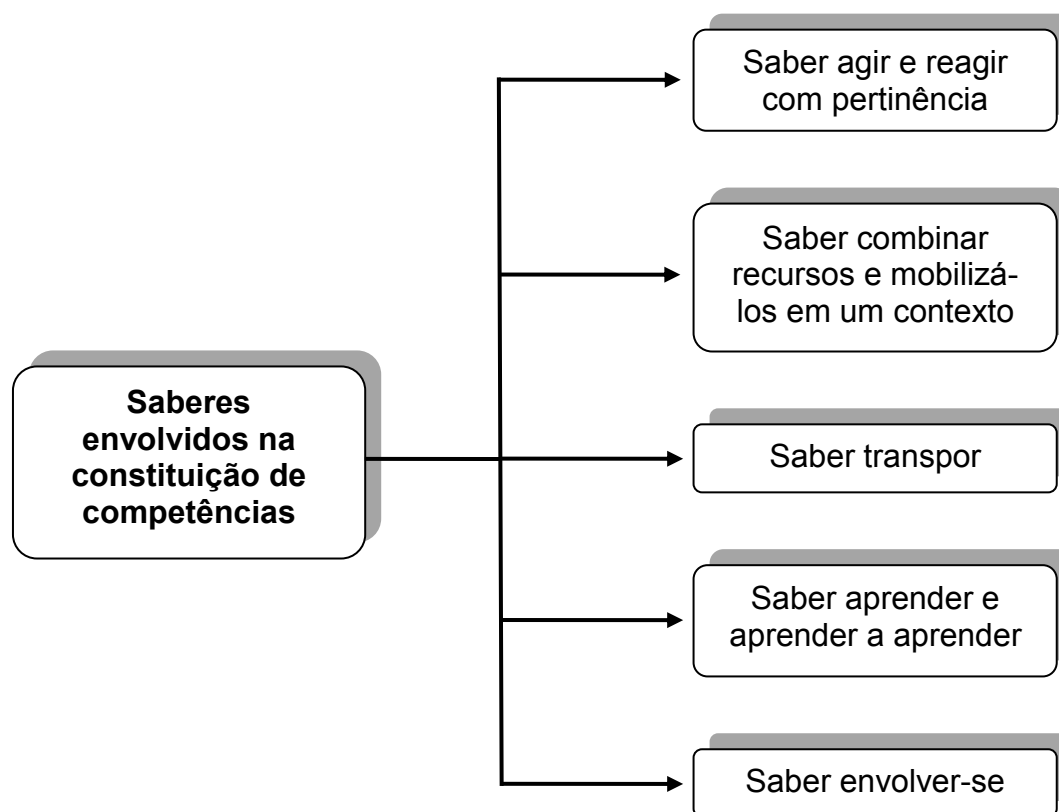 Saber agir e reagir
com pertinência
Saber combinar
recursos e mobilizá-
los em um contexto
Saberes
envolvidos na
constituição de
competências
Saber transpor
Saber aprender e
aprender a aprender
Saber envolver-se